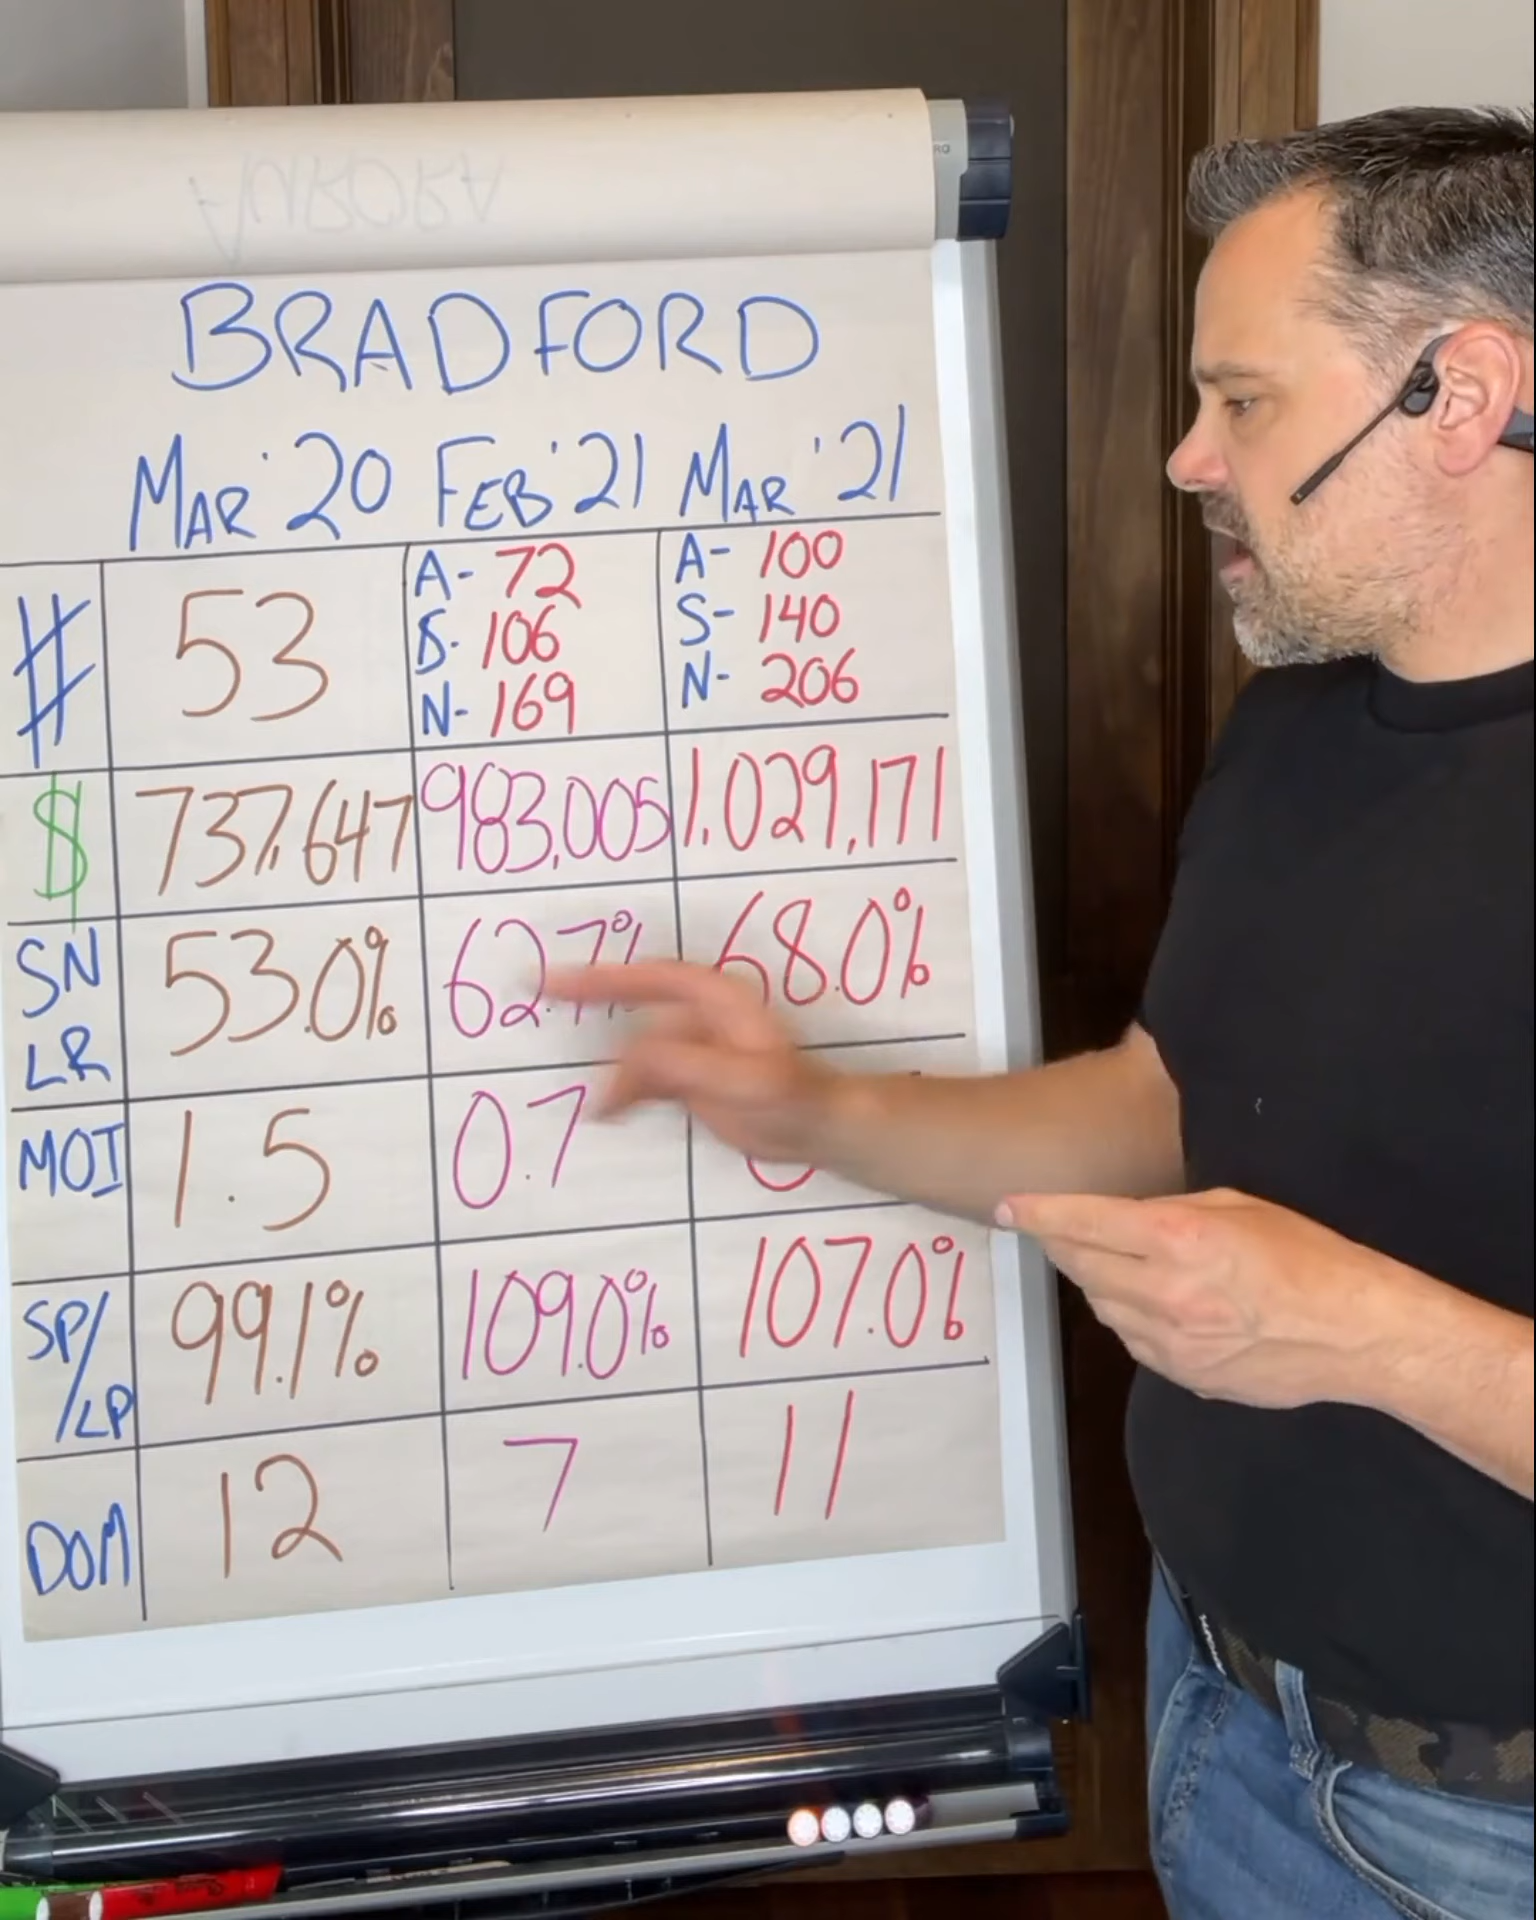 BRADFORD
MAR '20 FEB '21 MAR '21
# 53 A- 72 A- 100
S- 106 S- 140
N- 169 N- 206
$ 737,647 983,005 1,029,171
SN LR 53.0% 62.7% 68.0%
MOI 1.5 0.7
SP/LP 99.1% 109.0% 107.0%
DOM 12 7 11